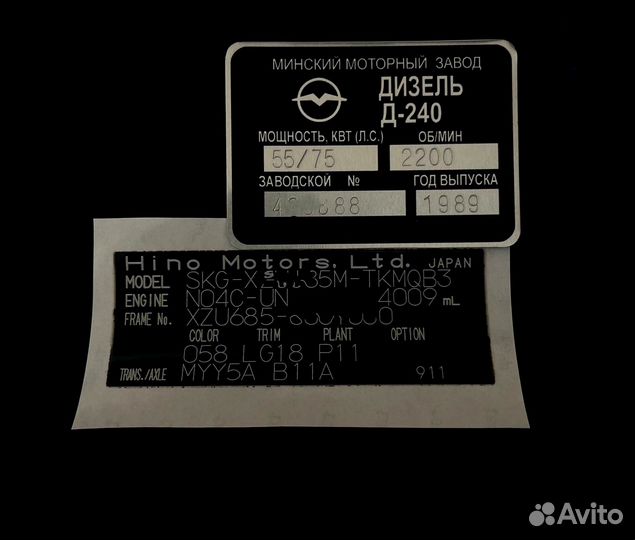 МИНСКИЙ МОТОРНЫЙ ЗАВОД
ДИЗЕЛЬ
Д-240
МОЩНОСТЬ, КВТ (Л.С.) ОБ/МИН
55/75 2200
ЗАВОДСКОЙ № ГОД ВЫПУСКА
1989
Hino Motors, Ltd. JAPAN
MODEL
ENGINE N04C-UN 4009 mL
FRAME No.
COLOR TRIM PLANT OPTION
058 LG18 P11
TRANS./AXLE MYY5A B11A 911
Avito